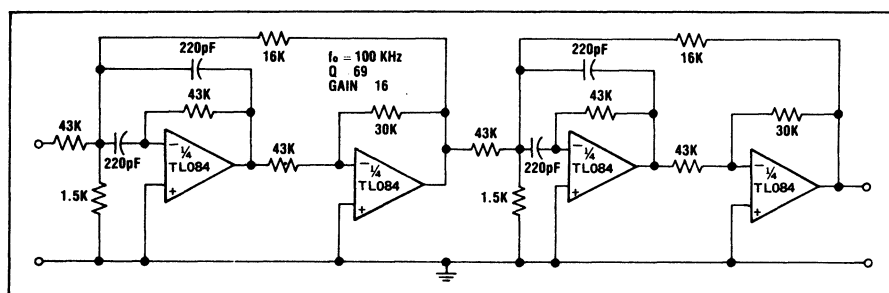 220pF
16K
f₀ = 100 KHz
Q 69
GAIN 16
43K
43K
220pF
1.5K
−
¼
TL084
+
43K
30K
−
¼
TL084
+
43K
220pF
16K
43K
220pF
1.5K
−
¼
TL084
+
43K
30K
−
¼
TL084
+